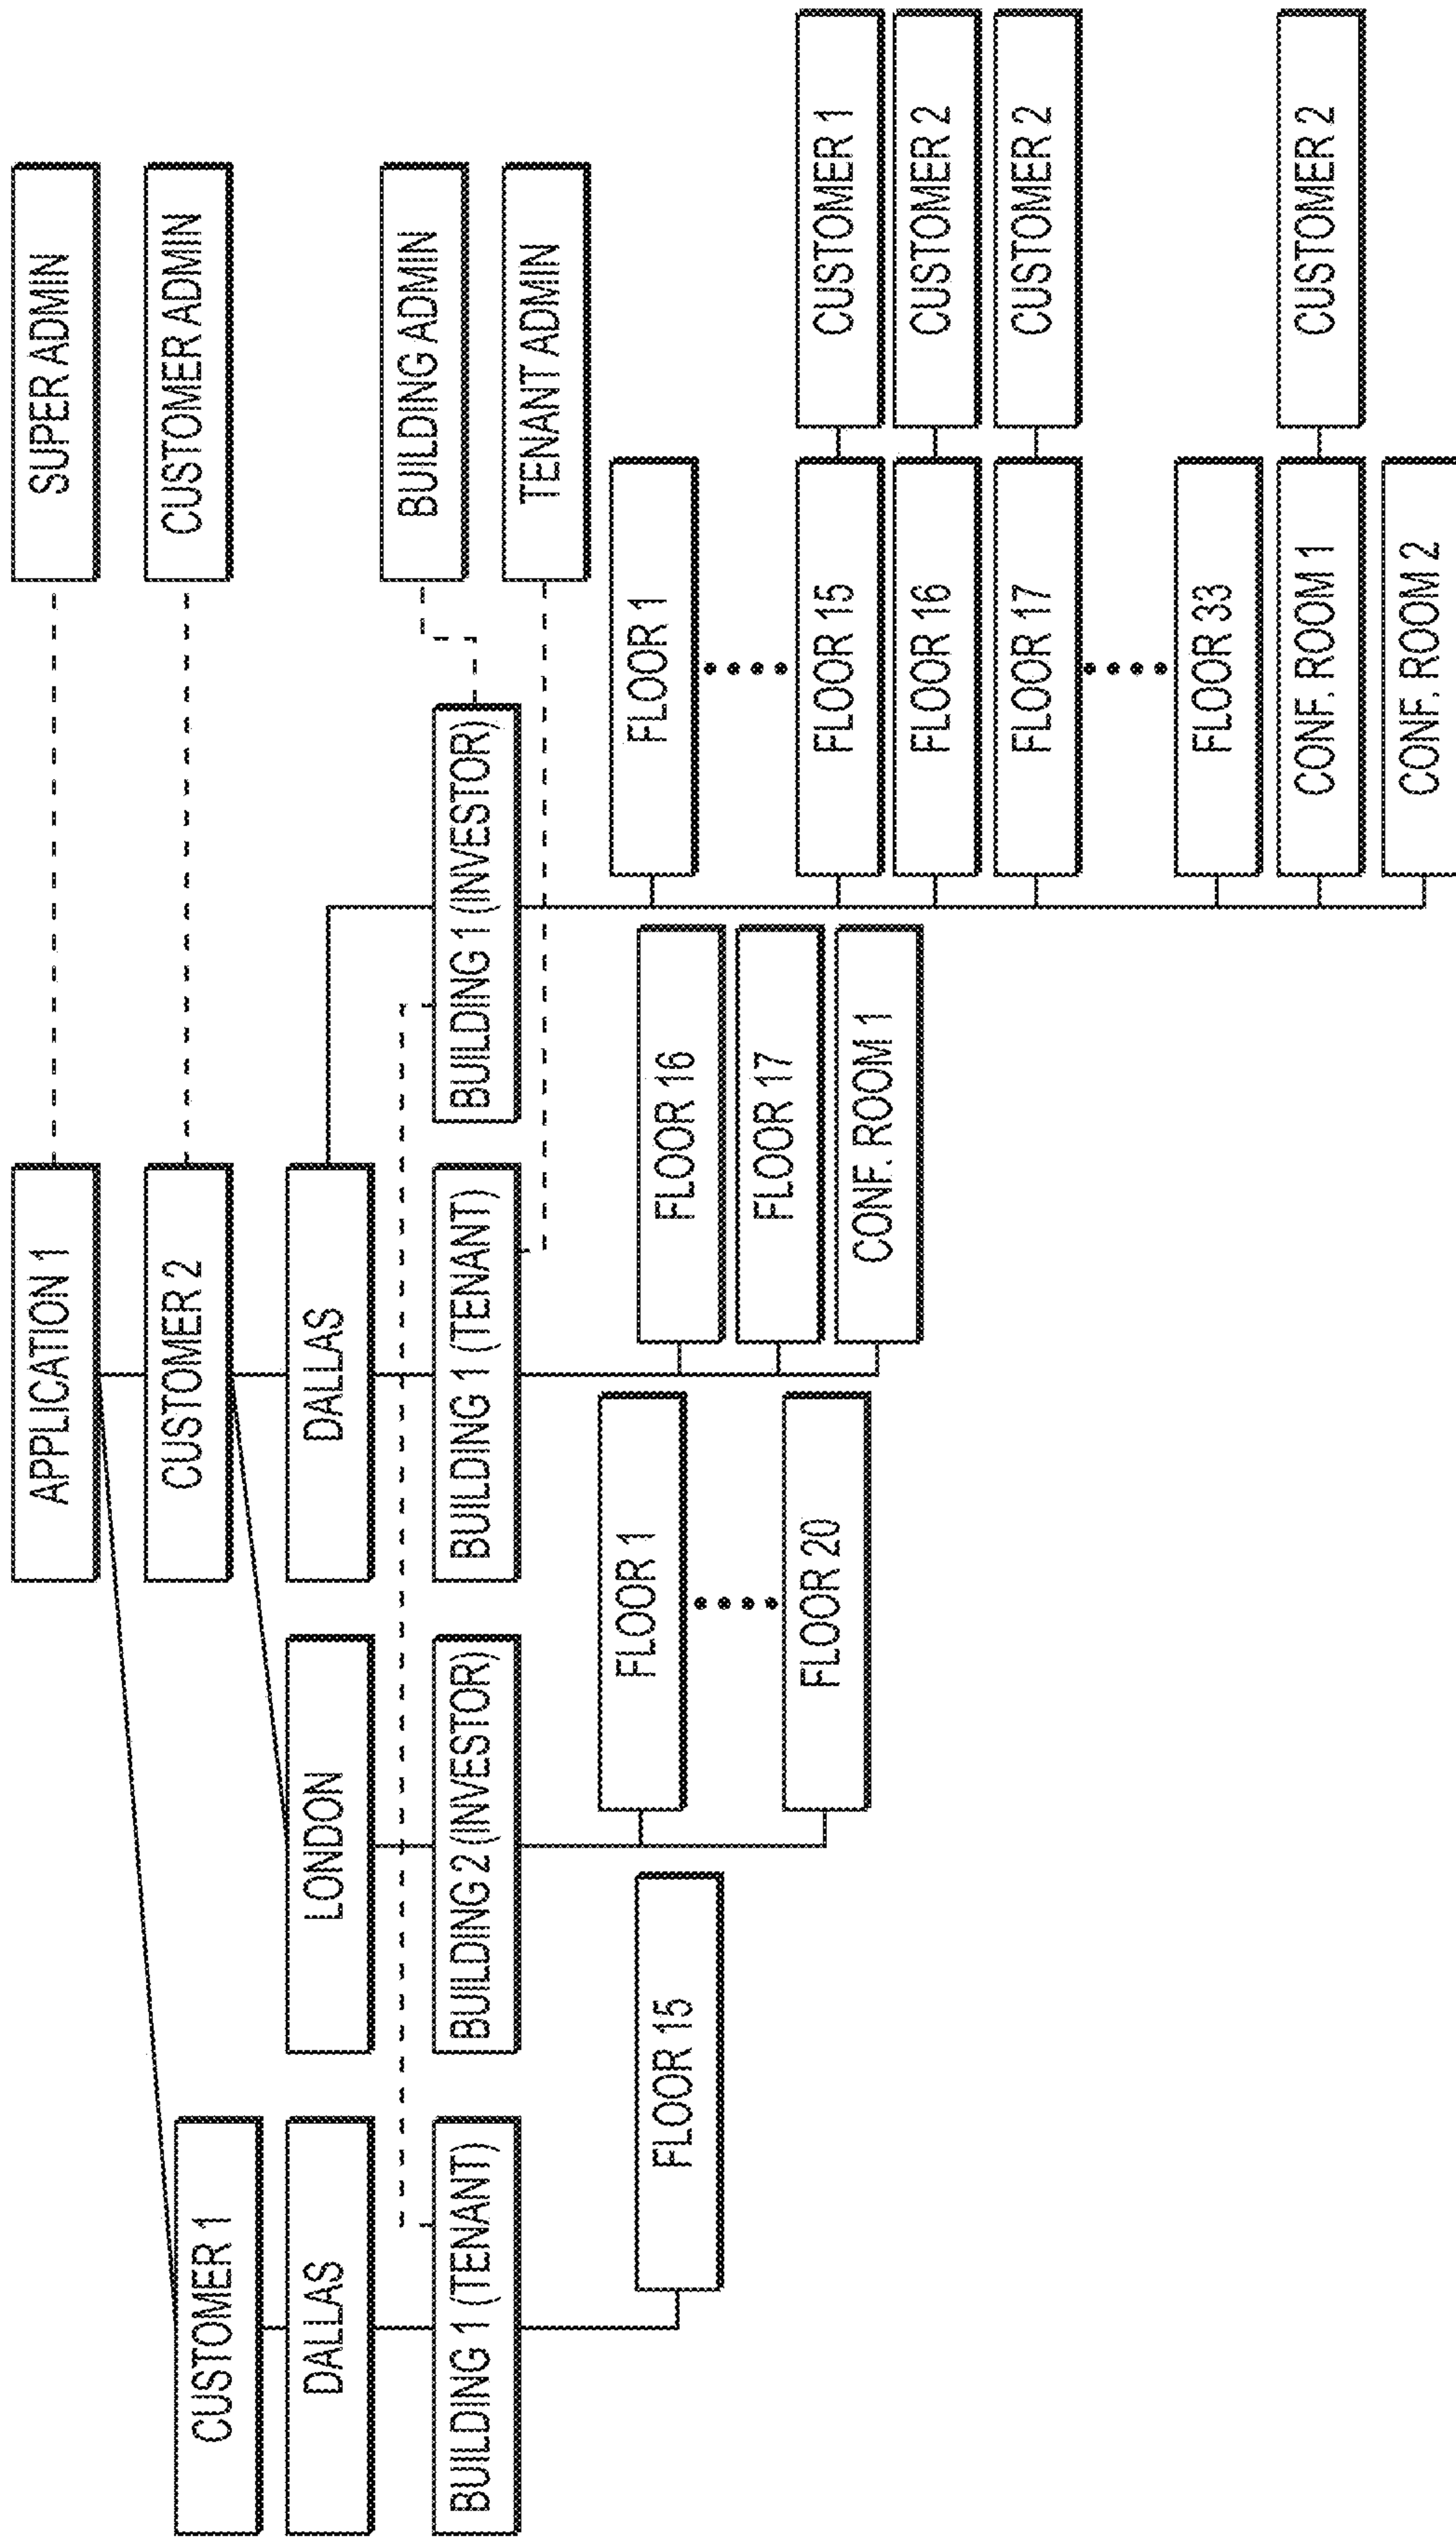 APPLICATION 1
SUPER ADMIN
CUSTOMER 1
CUSTOMER 2
CUSTOMER ADMIN
DALLAS
LONDON
DALLAS
BUILDING 1 (TENANT)
BUILDING 2 (INVESTOR)
BUILDING 1 (TENANT)
BUILDING 1 (INVESTOR)
BUILDING ADMIN
TENANT ADMIN
FLOOR 15
FLOOR 1
FLOOR 20
FLOOR 16
FLOOR 17
CONF. ROOM 1
FLOOR 1
FLOOR 15
CUSTOMER 1
FLOOR 16
CUSTOMER 2
FLOOR 17
CUSTOMER 2
FLOOR 33
CONF. ROOM 1
CUSTOMER 2
CONF. ROOM 2